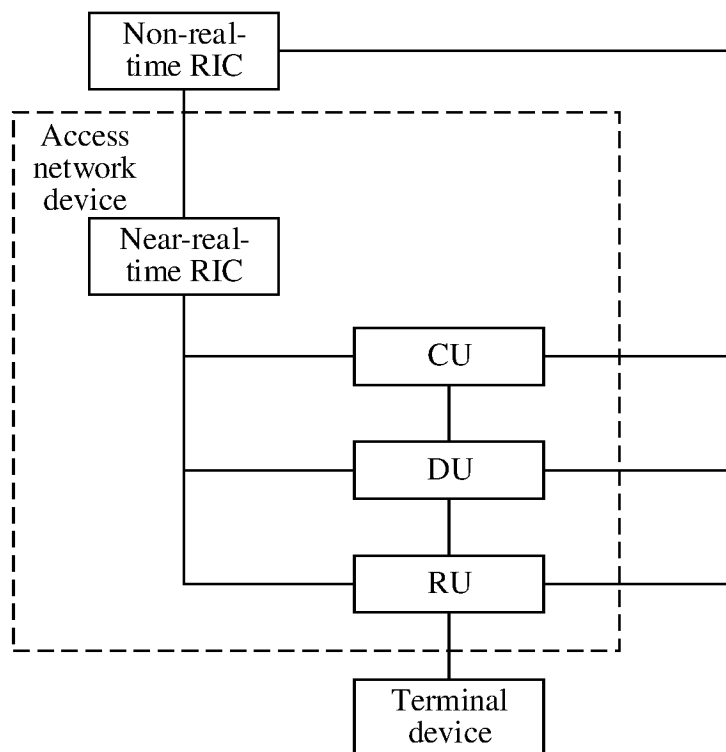 Non-real-
time RIC
Access
network
device
Near-real-
time RIC
CU
DU
RU
Terminal
device